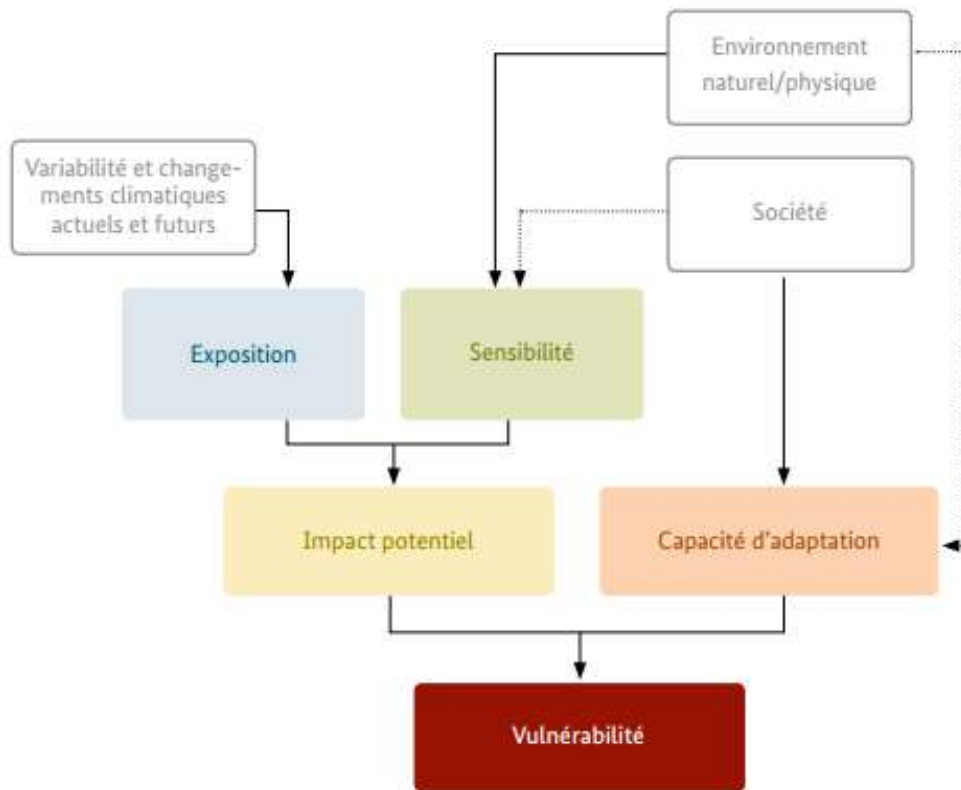 Environnement
naturel/physique
Variabilité et change-
ments climatiques
actuels et futurs
Société
Exposition
Sensibilité
Impact potentiel
Capacité d'adaptation
Vulnérabilité